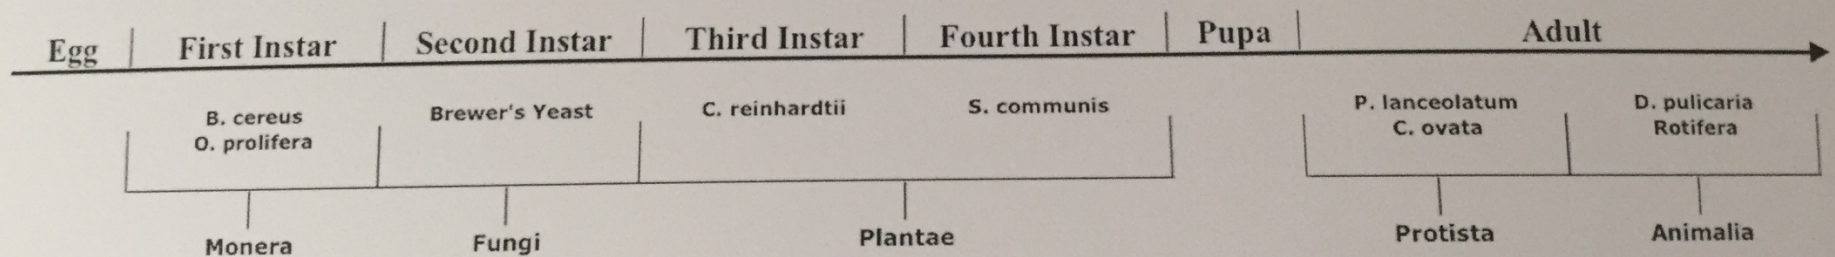 Egg First Instar Second Instar Third Instar Fourth Instar Pupa Adult
B. cereus Brewer's Yeast C. reinhardtii S. communis P. lanceolatum D. pulicaria
O. prolifera C. ovata Rotifera
Monera Fungi Plantae Protista Animalia